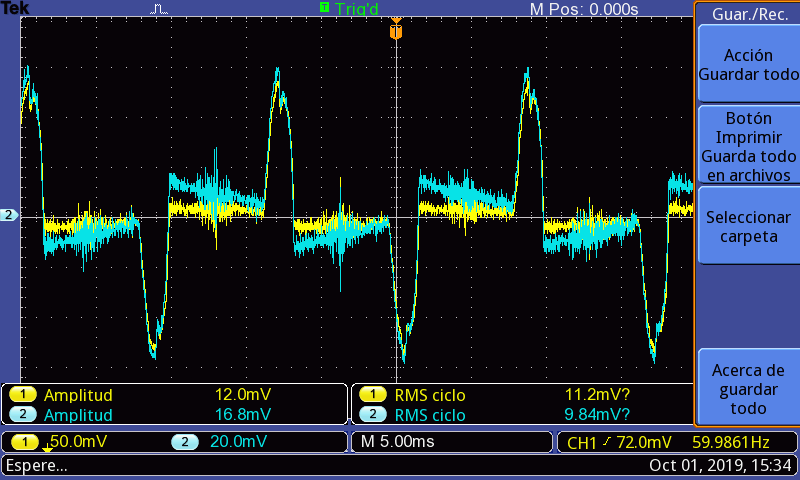 Tek T Trig'd M Pos: 0.000s
Guar./Rec.
Acción
Guardar todo
Botón
Imprimir
Guarda todo
en archivos
Seleccionar
carpeta
Acerca de
guardar
todo
2
1 Amplitud 12.0mV
2 Amplitud 16.8mV
1 RMS ciclo 11.2mV?
2 RMS ciclo 9.84mV?
1 50.0mV 2 20.0mV M 5.00ms CH1 72.0mV 59.9861Hz
Espere... Oct 01, 2019, 15:34